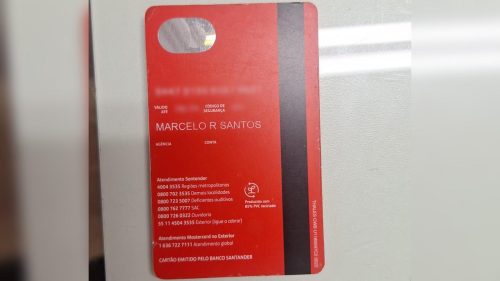 VÁLIDO ATÉ
CÓDIGO DE SEGURANÇA
MARCELO R SANTOS
AGÊNCIA CONTA
Atendimento Santander
4004 3535 Regiões metropolitanas
0800 702 3535 Demais localidades
0800 723 5007 Deficientes auditivos
0800 762 7777 SAC
0800 726 0322 Ouvidoria
55 11 4504 3535 Exterior (ligue a cobrar)
Atendimento Mastercard no Exterior
1 636 722 7111 Atendimento global
CARTÃO EMITIDO PELO BANCO SANTANDER
Produzido com
85% PVC reciclado